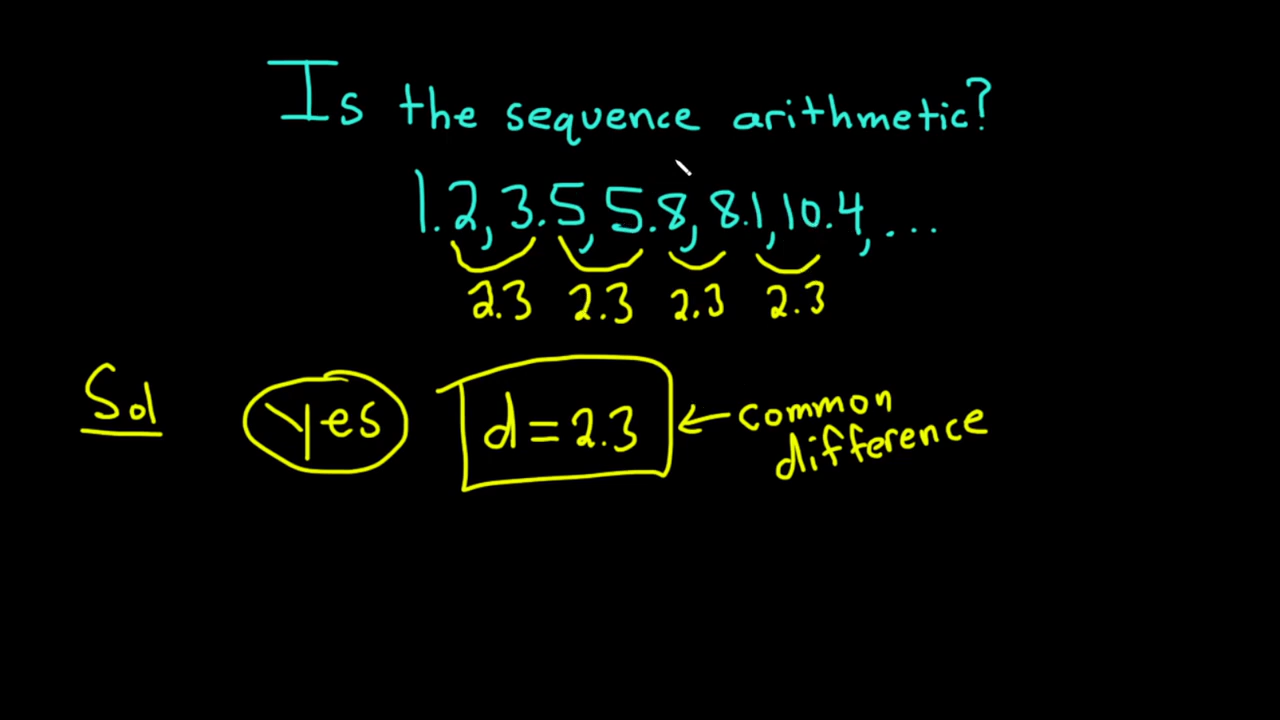 Is the sequence arithmetic?
1.2, 3.5, 5.8, 8.1, 10.4, ...
2.3 2.3 2.3 2.3
Sol yes d = 2.3 ← common
difference